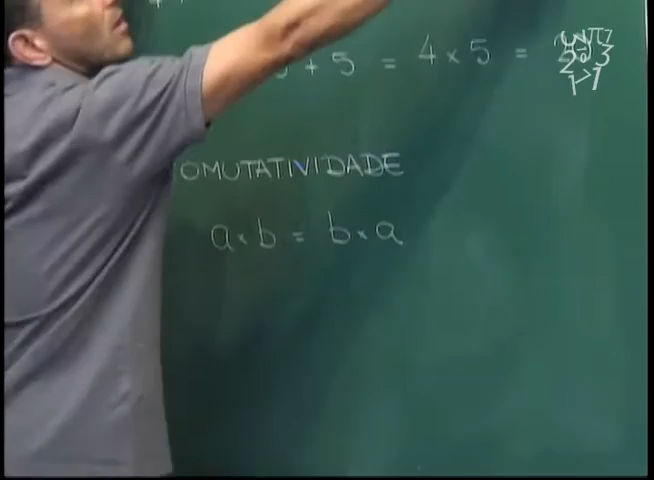 + 5 = 4 × 5 =
OMUTATIVIDADE
a × b = b × a